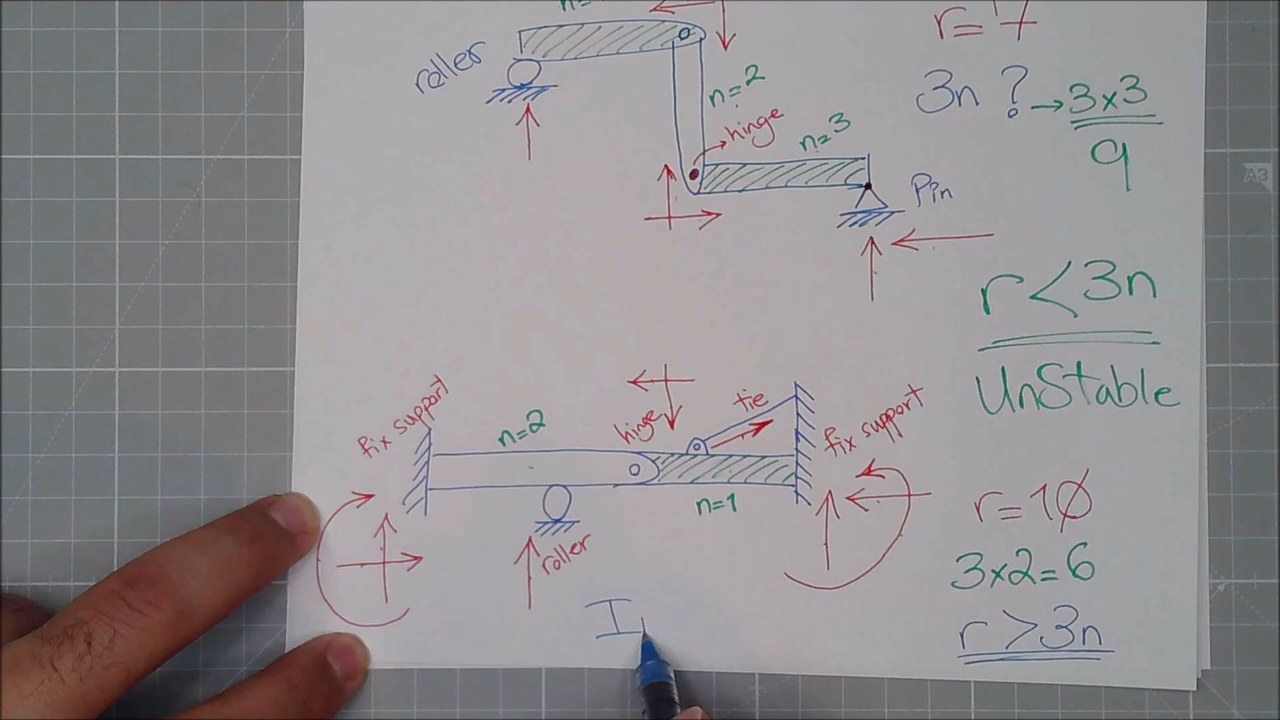 n=
roller
n=2
hinge
n=3
Pin
r=7
3n ? → 3×3
9
r<3n
UnStable
fix support
n=2
hinge
tie
fix support
n=1
roller
r=10
3×2=6
r>3n
I
A3